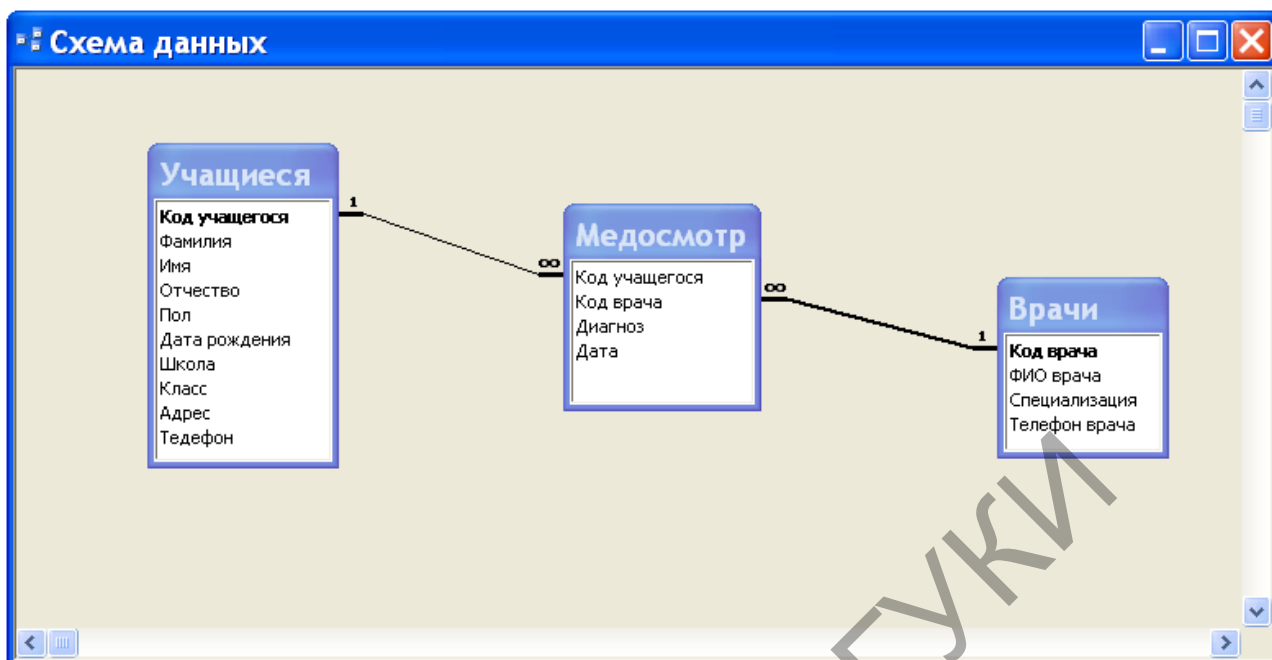 Схема данных
Учащиеся
Код учащегося
Фамилия
Имя
Отчество
Пол
Дата рождения
Школа
Класс
Адрес
Тедефон
1
∞
Медосмотр
Код учащегося
Код врача
Диагноз
Дата
∞
1
Врачи
Код врача
ФИО врача
Специализация
Телефон врача
ГУКИ